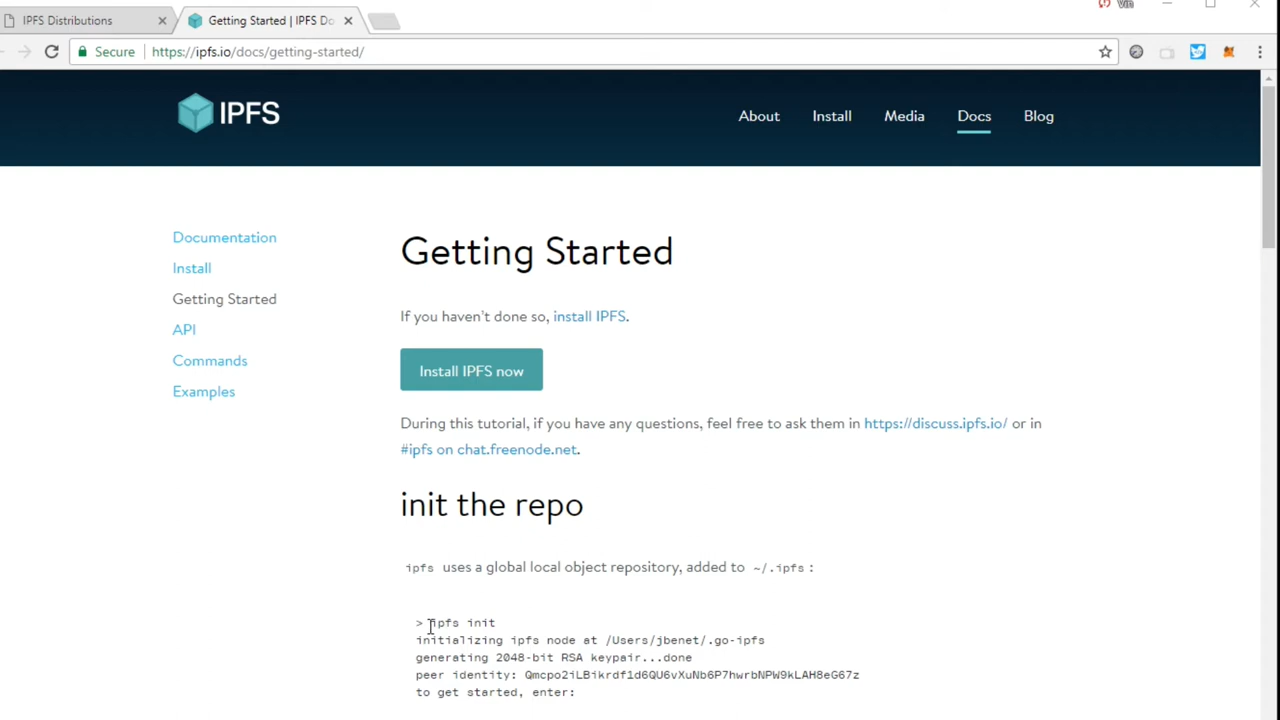 IPFS Distributions
Getting Started | IPFS Do
Vin
Secure
https://ipfs.io/docs/getting-started/
IPFS
About
Install
Media
Docs
Blog
Documentation
Install
Getting Started
API
Commands
Examples
Getting Started
If you haven't done so, install IPFS.
Install IPFS now
During this tutorial, if you have any questions, feel free to ask them in https://discuss.ipfs.io/ or in
#ipfs on chat.freenode.net.
init the repo
ipfs uses a global local object repository, added to ~/.ipfs :
> ipfs init
initializing ipfs node at /Users/jbenet/.go-ipfs
generating 2048-bit RSA keypair...done
peer identity: Qmcpo2iLBikrdf1d6QU6vXuNb6P7hwrbNPW9kLAH8eG67z
to get started, enter: